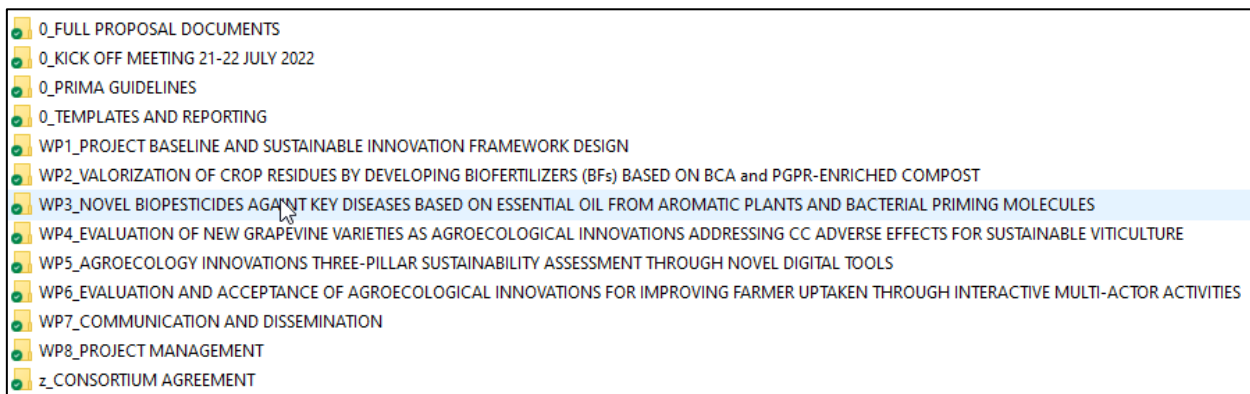 0_FULL PROPOSAL DOCUMENTS
0_KICK OFF MEETING 21-22 JULY 2022
0_PRIMA GUIDELINES
0_TEMPLATES AND REPORTING
WP1_PROJECT BASELINE AND SUSTAINABLE INNOVATION FRAMEWORK DESIGN
WP2_VALORIZATION OF CROP RESIDUES BY DEVELOPING BIOFERTILIZERS (BFs) BASED ON BCA and PGPR-ENRICHED COMPOST
WP3_NOVEL BIOPESTICIDES AGAINT KEY DISEASES BASED ON ESSENTIAL OIL FROM AROMATIC PLANTS AND BACTERIAL PRIMING MOLECULES
WP4_EVALUATION OF NEW GRAPEVINE VARIETIES AS AGROECOLOGICAL INNOVATIONS ADDRESSING CC ADVERSE EFFECTS FOR SUSTAINABLE VITICULTURE
WP5_AGROECOLOGY INNOVATIONS THREE-PILLAR SUSTAINABILITY ASSESSMENT THROUGH NOVEL DIGITAL TOOLS
WP6_EVALUATION AND ACCEPTANCE OF AGROECOLOGICAL INNOVATIONS FOR IMPROVING FARMER UPTAKEN THROUGH INTERACTIVE MULTI-ACTOR ACTIVITIES
WP7_COMMUNICATION AND DISSEMINATION
WP8_PROJECT MANAGEMENT
z_CONSORTIUM AGREEMENT